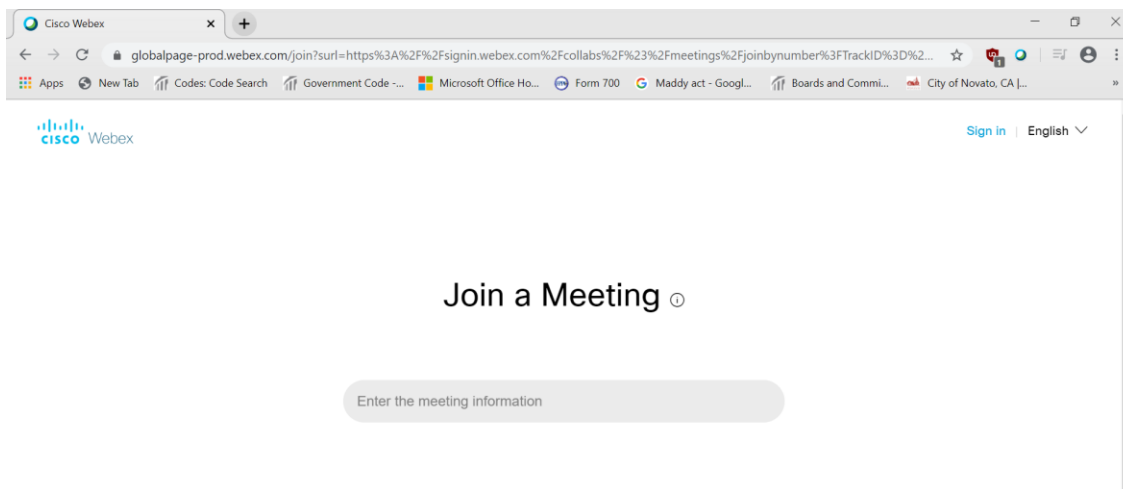 Cisco Webex
globalpage-prod.webex.com/join?surl=https%3A%2F%2Fsignin.webex.com%2Fcollabs%2F%23%2Fmeetings%2Fjoinbynumber%3FTrackID%3D%2...
Apps New Tab Codes: Code Search Government Code -... Microsoft Office Ho... Form 700 Maddy act - Googl... Boards and Commi... City of Novato, CA |... »
CISCO Webex Sign in | English
Join a Meeting
Enter the meeting information